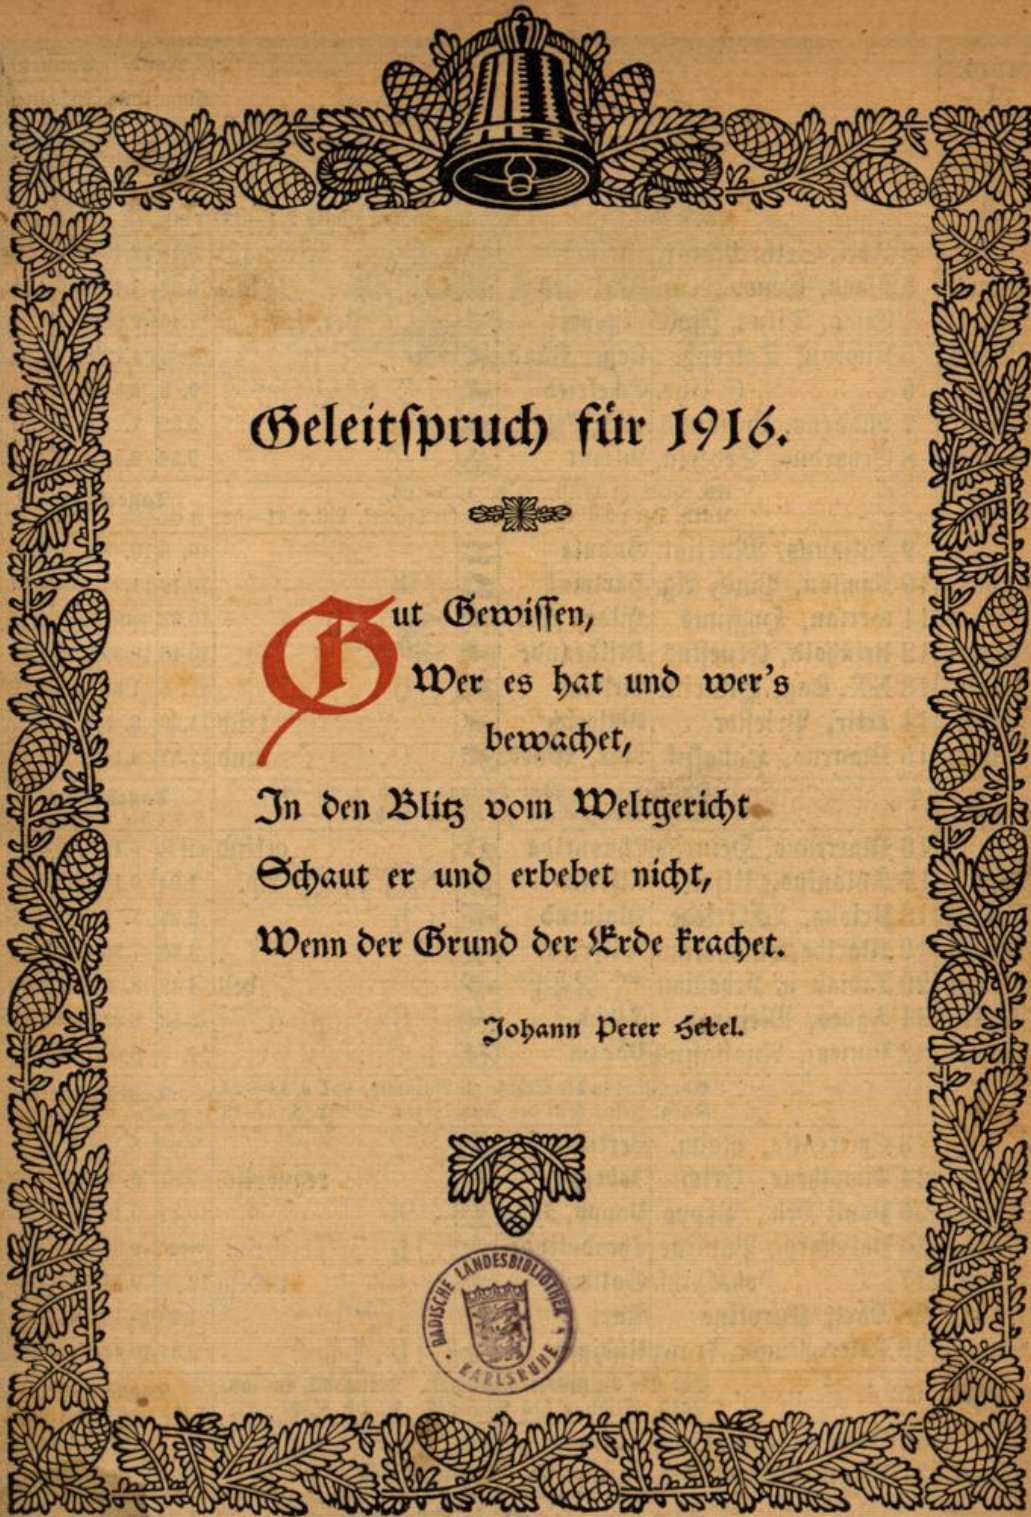 Geleitspruch für 1916.
Gut Gewissen,
Wer es hat und wer's
bewachet,
In den Blitz vom Weltgericht
Schaut er und erbebet nicht,
Wenn der Grund der Erde krachet.
Johann Peter Hebel.
BADISCHE LANDESBIBLIOTHEK
KARLSRUHE